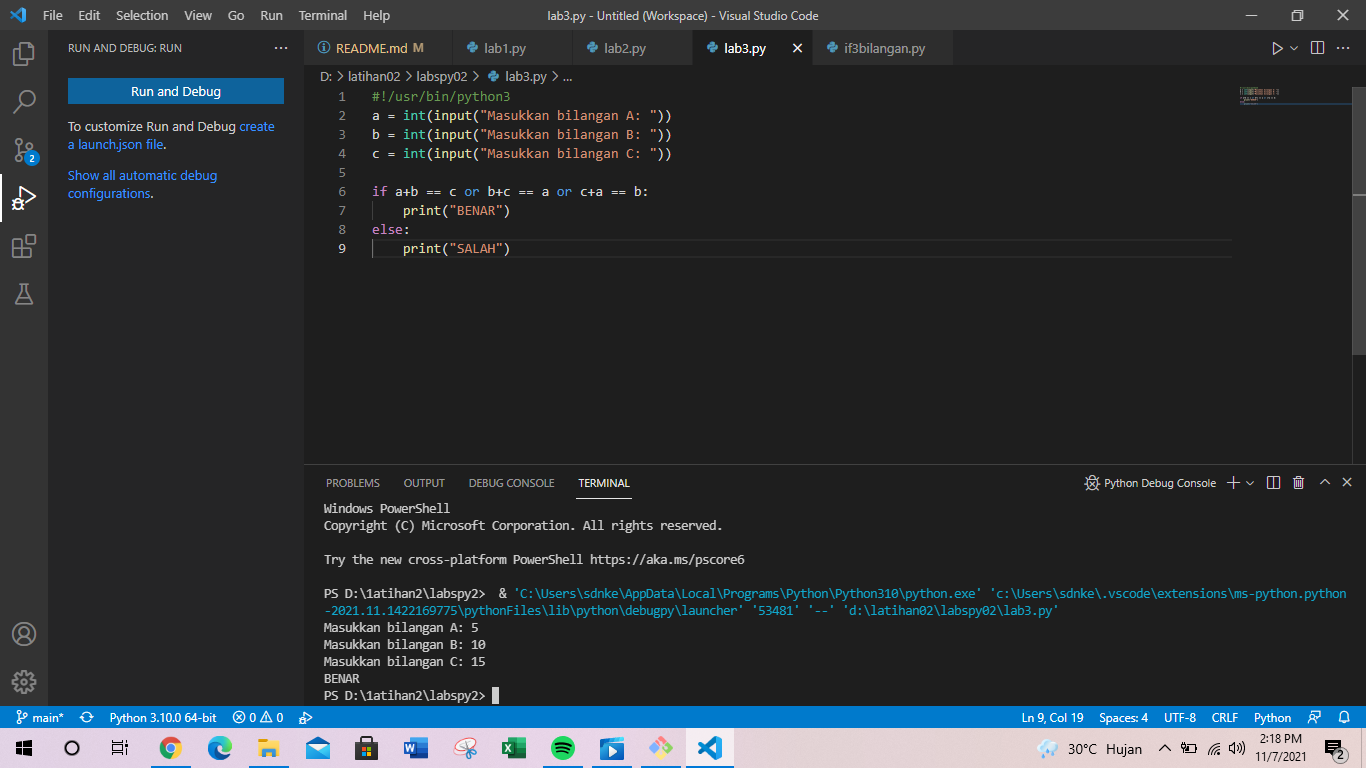 File Edit Selection View Go Run Terminal Help
lab3.py - Untitled (Workspace) - Visual Studio Code
RUN AND DEBUG: RUN
Run and Debug
To customize Run and Debug create
a launch.json file.
Show all automatic debug
configurations.
2
README.md M lab1.py lab2.py lab3.py if3bilangan.py
D: > latihan02 > labspy02 > lab3.py > ...
1 #!/usr/bin/python3
2 a = int(input("Masukkan bilangan A: "))
3 b = int(input("Masukkan bilangan B: "))
4 c = int(input("Masukkan bilangan C: "))
5
6 if a+b == c or b+c == a or c+a == b:
7     print("BENAR")
8 else:
9     print("SALAH")
PROBLEMS OUTPUT DEBUG CONSOLE TERMINAL
Python Debug Console
Windows PowerShell
Copyright (C) Microsoft Corporation. All rights reserved.
Try the new cross-platform PowerShell https://aka.ms/pscore6
PS D:\1atihan2\labspy2>  & 'C:\Users\sdnke\AppData\Local\Programs\Python\Python310\python.exe' 'c:\Users\sdnke\.vscode\extensions\ms-python.python
-2021.11.1422169775\pythonFiles\lib\python\debugpy\launcher' '53481' '--' 'd:\latihan02\labspy02\lab3.py'
Masukkan bilangan A: 5
Masukkan bilangan B: 10
Masukkan bilangan C: 15
BENAR
PS D:\1atihan2\labspy2>
main* Python 3.10.0 64-bit 0 0 Ln 9, Col 19 Spaces: 4 UTF-8 CRLF Python
30°C Hujan
2:18 PM
11/7/2021
2